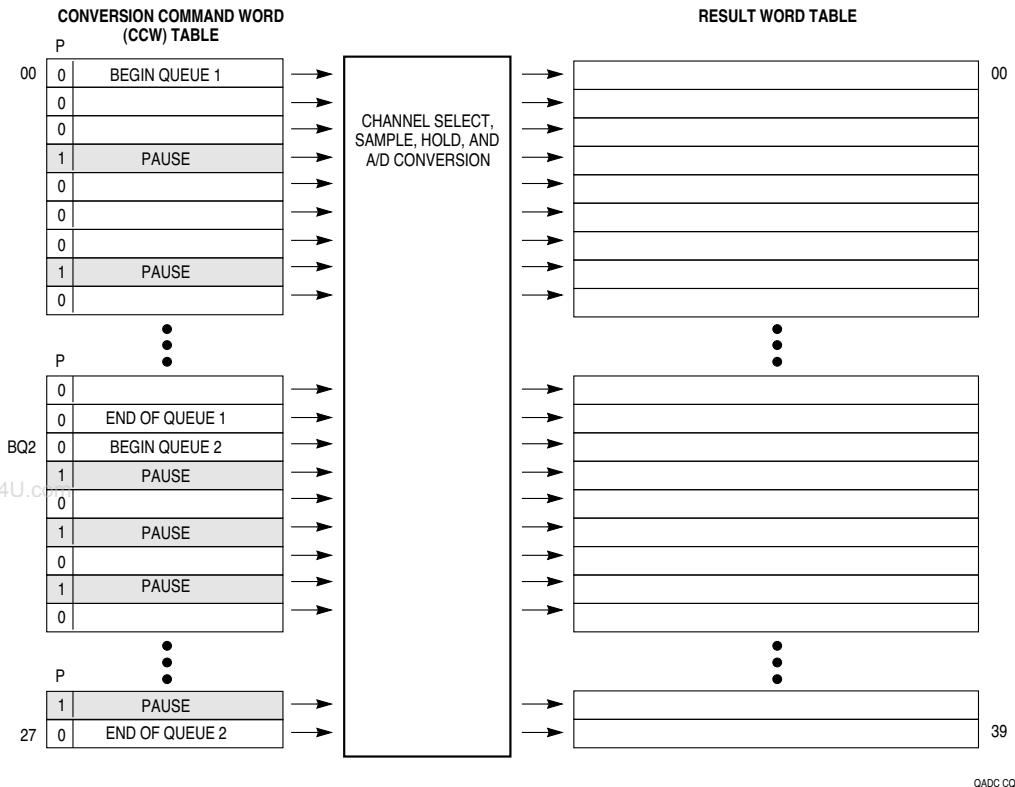 CONVERSION COMMAND WORD
(CCW) TABLE
RESULT WORD TABLE
P
00 0 BEGIN QUEUE 1 00
0
0
CHANNEL SELECT,
SAMPLE, HOLD, AND
A/D CONVERSION
1 PAUSE
0
0
0
1 PAUSE
0
P
0
0 END OF QUEUE 1
BQ2 0 BEGIN QUEUE 2
1 PAUSE
4U.com
0
1 PAUSE
0
1 PAUSE
0
P
1 PAUSE
27 0 END OF QUEUE 2 39
QADC CQ